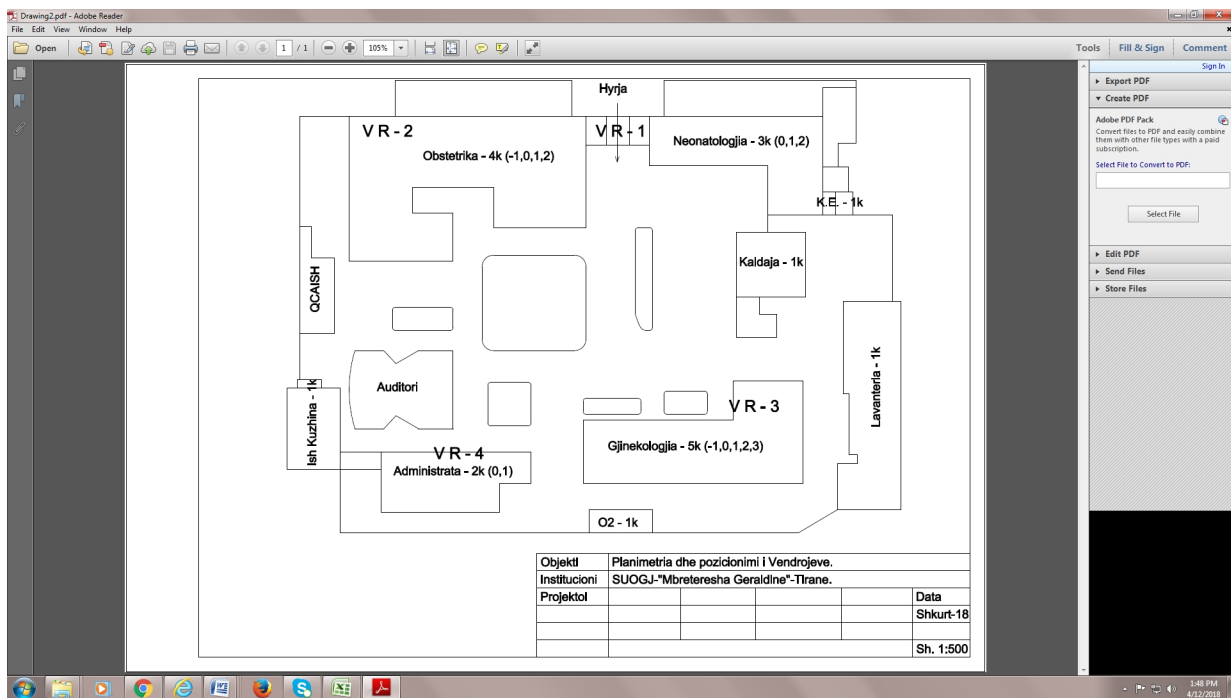 Drawing2.pdf - Adobe Reader
File Edit View Window Help
Open 1 / 1 105% Tools Fill & Sign Comment
Sign In
Export PDF
Create PDF
Adobe PDF Pack
Convert files to PDF and easily combine
them with other file types with a paid
subscription.
Select File to Convert to PDF:
Select File
Edit PDF
Send Files
Store Files
Hyrja
V R - 2
V R - 1
Obstetrika - 4k (-1,0,1,2)
Neonatologjia - 3k (0,1,2)
K.E. - 1k
QCAISH
Kaldaja - 1k
Auditori
Ish Kuzhina - 1k
Lavanteria - 1k
V R - 3
Gjinekologjia - 5k (-1,0,1,2,3)
V R - 4
Administrata - 2k (0,1)
O2 - 1k
Objekti Planimetria dhe pozicionimi i Vendrojeve.
Institucioni SUOGJ-"Mbreteresha Geraldine"-Tirane.
Projektoi Data
Shkurt-18
Sh. 1:500
1:48 PM
4/12/2018